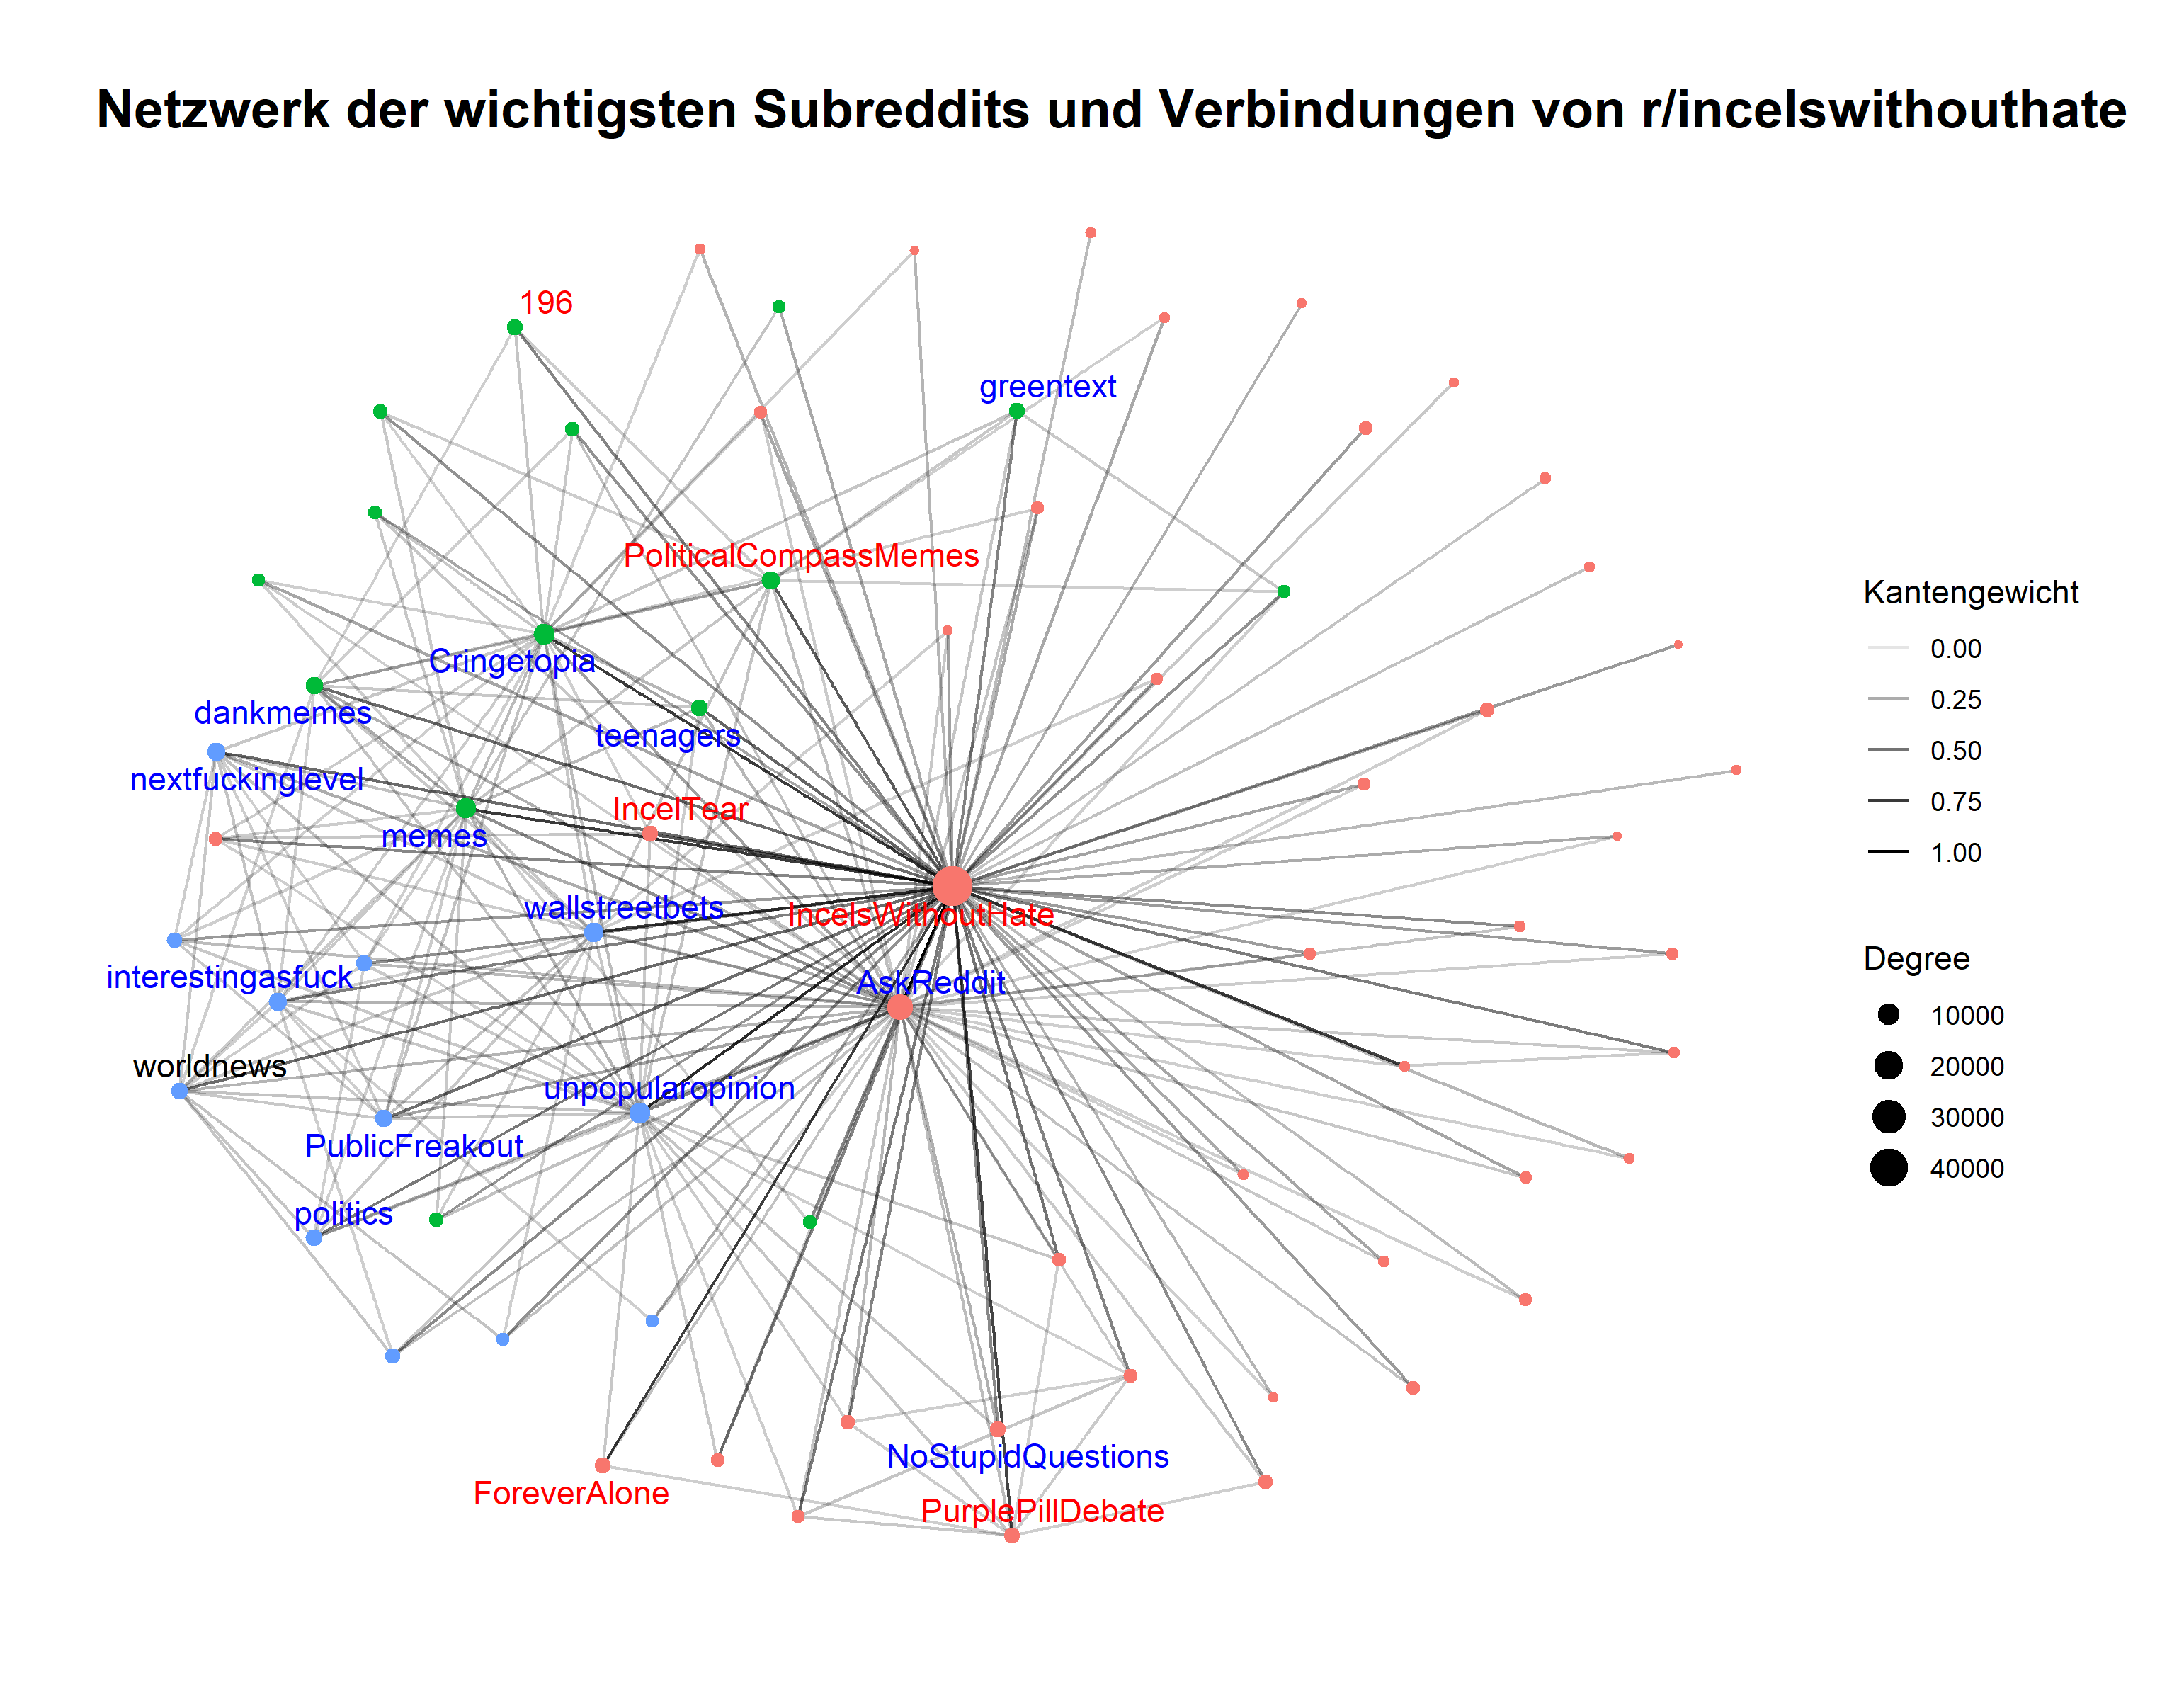 Netzwerk der wichtigsten Subreddits und Verbindungen von r/incelswithouthate
196
greentext
PoliticalCompassMemes
Cringetopia
dankmemes
teenagers
nextfuckinglevel
IncelTear
memes
wallstreetbets
IncelsWithoutHate
interestingasfuck
AskReddit
worldnews
unpopularopinion
PublicFreakout
politics
NoStupidQuestions
ForeverAlone
PurplePillDebate
Kantengewicht
0.00
0.25
0.50
0.75
1.00
Degree
10000
20000
30000
40000